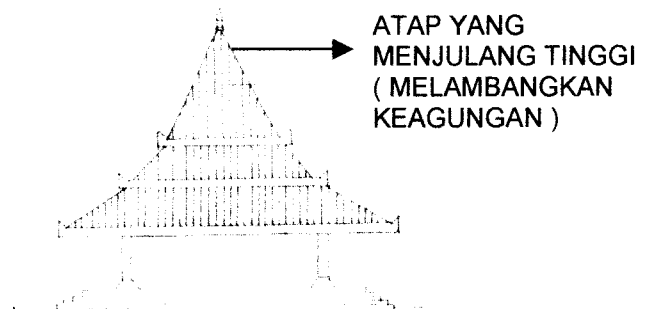 ATAP YANG
MENJULANG TINGGI
( MELAMBANGKAN
KEAGUNGAN )